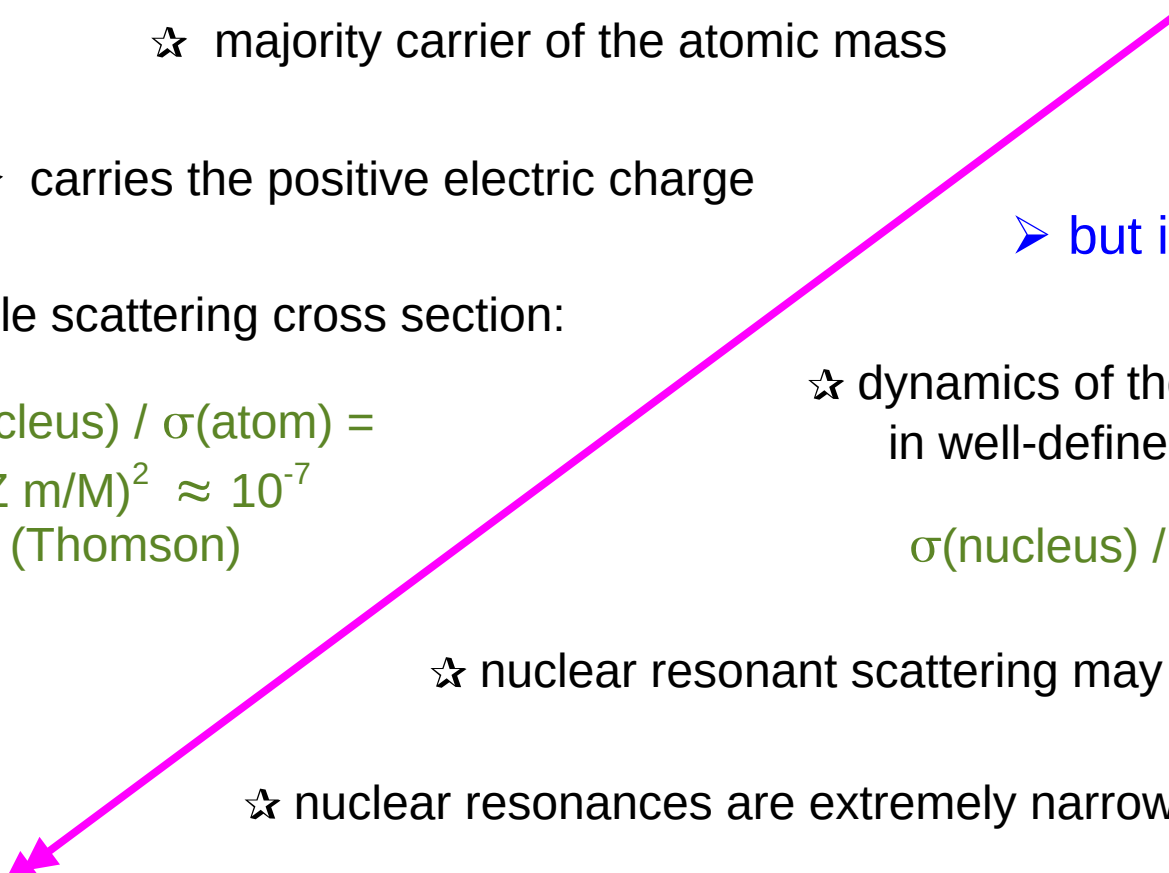 ✰ majority carrier of the atomic mass
carries the positive electric charge
➢ but i
le scattering cross section:
✰ dynamics of the
in well-define
cleus) / σ(atom) =
Z m/M)² ≈ 10⁻⁷
(Thomson)
σ(nucleus) /
✰ nuclear resonant scattering may
✰ nuclear resonances are extremely narrow